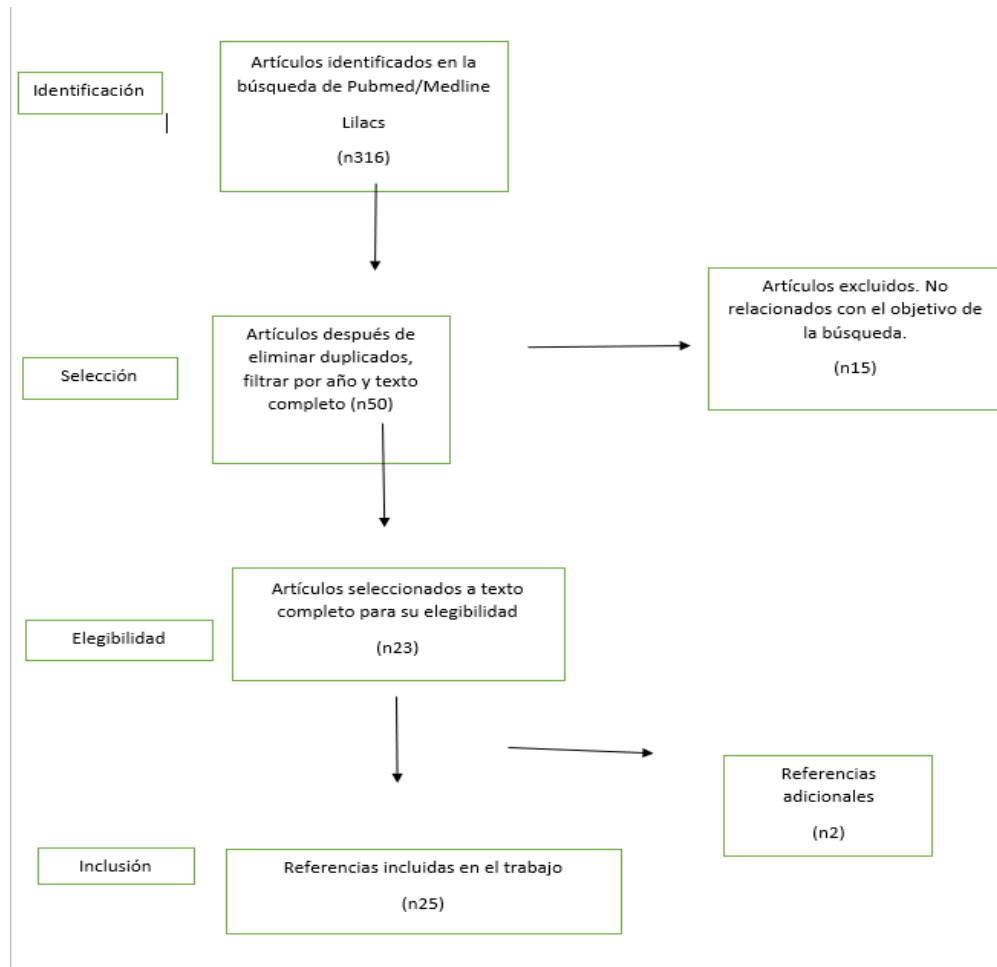 Identificación
Artículos identificados en la
búsqueda de Pubmed/Medline
Lilacs
(n316)
Selección
Artículos después de
eliminar duplicados,
filtrar por año y texto
completo (n50)
Artículos excluidos. No
relacionados con el objetivo de
la búsqueda.
(n15)
Elegibilidad
Artículos seleccionados a texto
completo para su elegibilidad
(n23)
Referencias
adicionales
(n2)
Inclusión
Referencias incluidas en el trabajo
(n25)